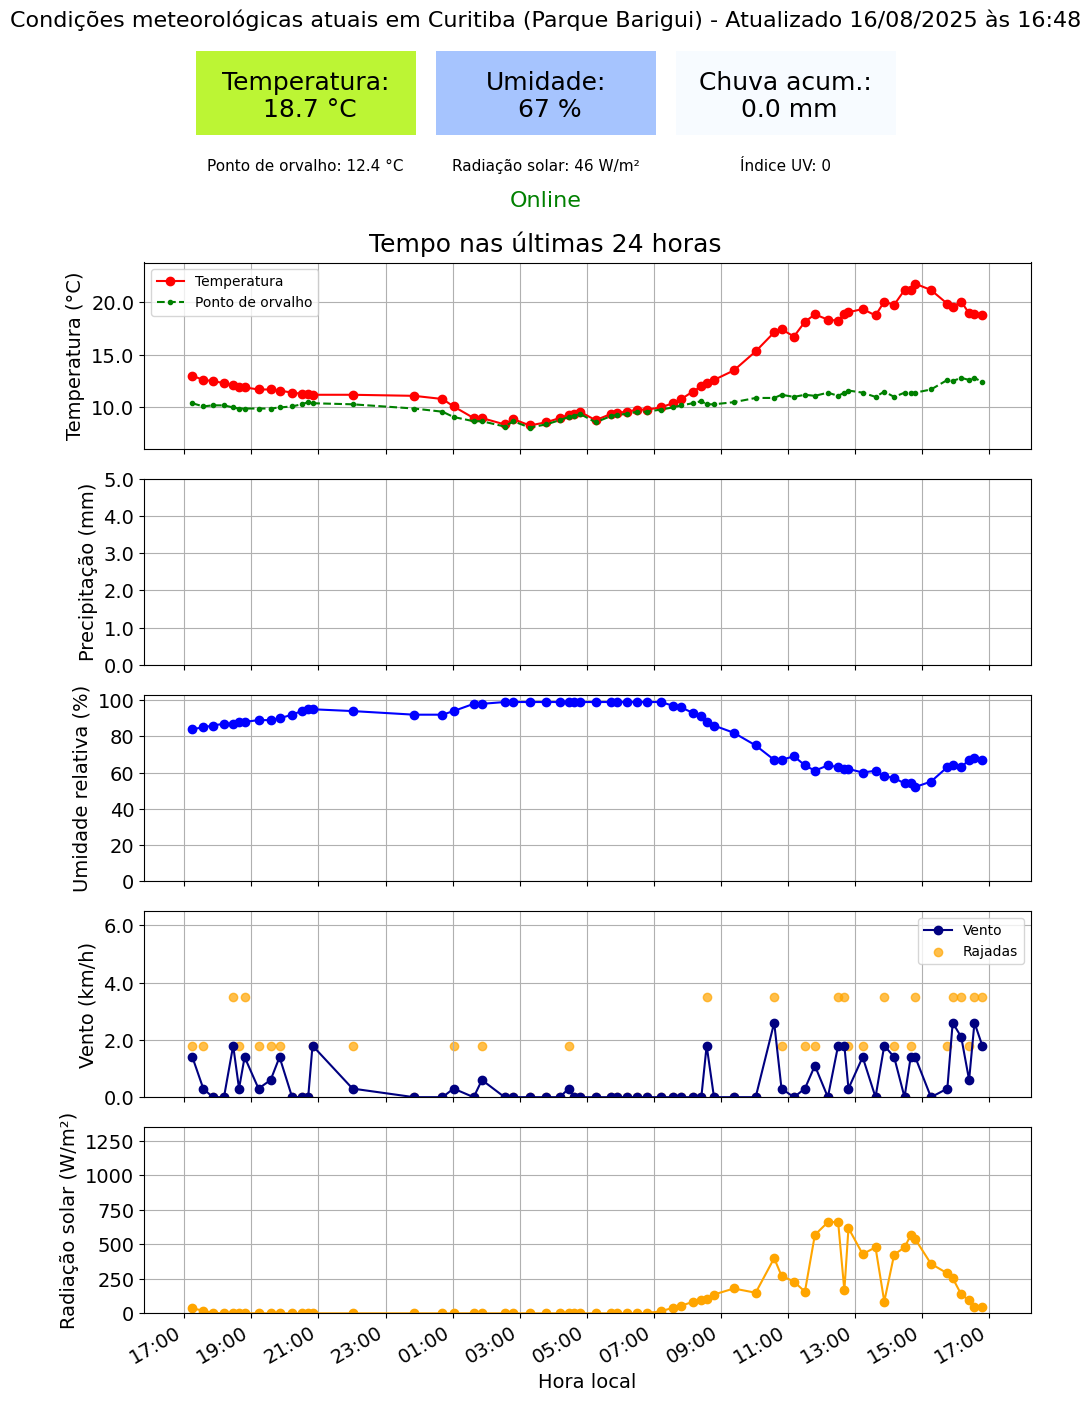 Condições meteorológicas atuais em Curitiba (Parque Barigui) - Atualizado 16/08/2025 às 16:48
Temperatura:
18.7 °C
Umidade:
67 %
Chuva acum.:
0.0 mm
Ponto de orvalho: 12.4 °C
Radiação solar: 46 W/m²
Índice UV: 0
Online
Tempo nas últimas 24 horas
Temperatura (°C)
20.0
15.0
10.0
Temperatura
Ponto de orvalho
Precipitação (mm)
5.0
4.0
3.0
2.0
1.0
0.0
Umidade relativa (%)
100
80
60
40
20
0
Vento (km/h)
6.0
4.0
2.0
0.0
Vento
Rajadas
Radiação solar (W/m²)
1250
1000
750
500
250
0
17:00 19:00 21:00 23:00 01:00 03:00 05:00 07:00 09:00 11:00 13:00 15:00 17:00
Hora local